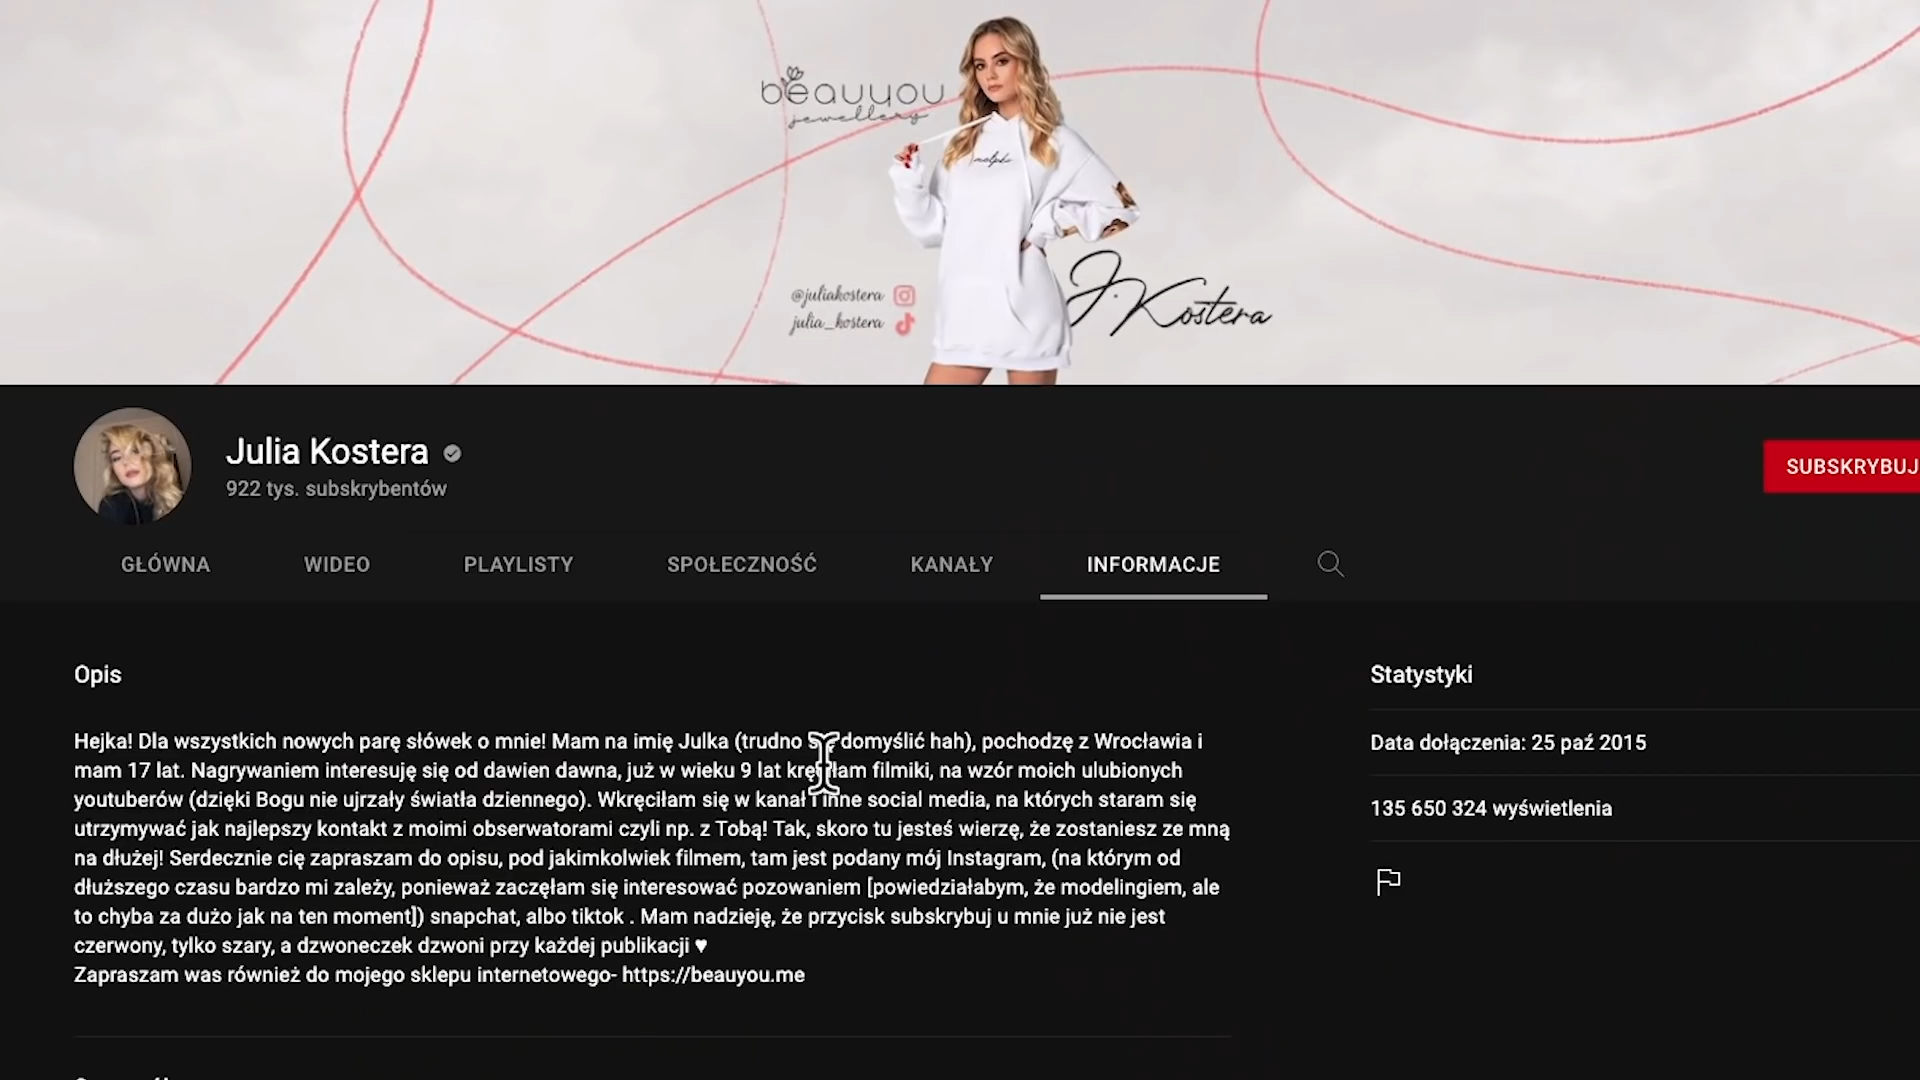 beauyou
jewellery
molpha
@juliakostera
julia_kostera
J.Kostera
Julia Kostera
922 tys. subskrybentów
SUBSKRYBUJ
GŁÓWNA
WIDEO
PLAYLISTY
SPOŁECZNOŚĆ
KANAŁY
INFORMACJE
Opis
Hejka! Dla wszystkich nowych parę słówek o mnie! Mam na imię Julka (trudno się domyślić hah), pochodzę z Wrocławia i
mam 17 lat. Nagrywaniem interesuję się od dawien dawna, już w wieku 9 lat kręciłam filmiki, na wzór moich ulubionych
youtuberów (dzięki Bogu nie ujrzały światła dziennego). Wkręciłam się w kanał i inne social media, na których staram się
utrzymywać jak najlepszy kontakt z moimi obserwatorami czyli np. z Tobą! Tak, skoro tu jesteś wierzę, że zostaniesz ze mną
na dłużej! Serdecznie cię zapraszam do opisu, pod jakimkolwiek filmem, tam jest podany mój Instagram, (na którym od
dłuższego czasu bardzo mi zależy, ponieważ zaczęłam się interesować pozowaniem [powiedziałabym, że modelingiem, ale
to chyba za dużo jak na ten moment]) snapchat, albo tiktok . Mam nadzieję, że przycisk subskrybuj u mnie już nie jest
czerwony, tylko szary, a dzwoneczek dzwoni przy każdej publikacji ♥
Zapraszam was również do mojego sklepu internetowego- https://beauyou.me
Statystyki
Data dołączenia: 25 paź 2015
135 650 324 wyświetlenia